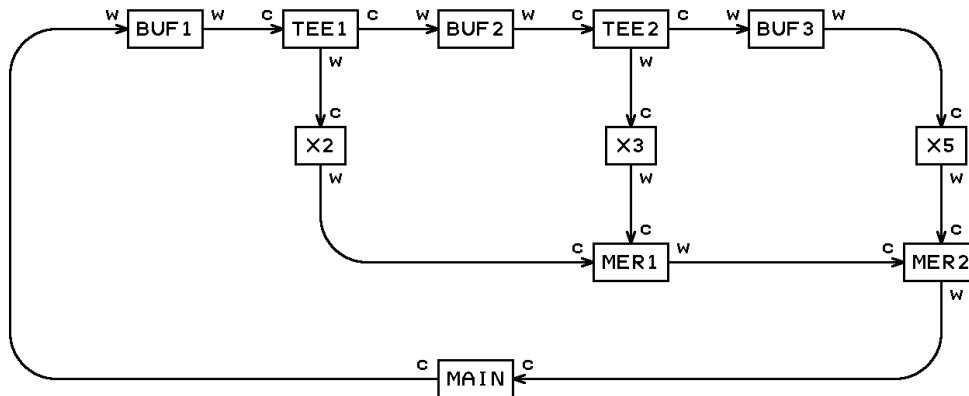 W BUF1 W C TEE1 C W BUF2 W C TEE2 C W BUF3 W
W W
C C C
X2 X3 X5
W W W
C C
C MER1 W C MER2
W
C MAIN C